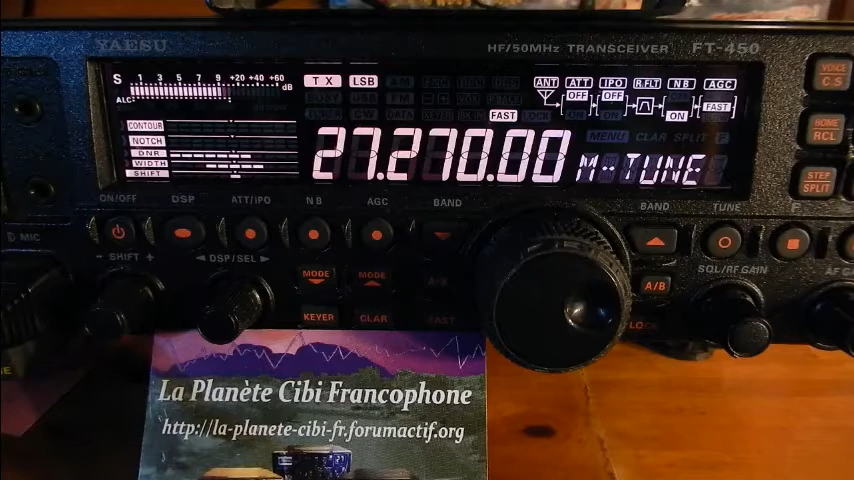 YAESU HF/50MHz TRANSCEIVER FT-450
S 1 3 5 7 9 +20 +40 +60 dB
ALC
TX LSB
ANT ATT IPO R.FLT NB AGC
OFF OFF ON FAST
FAST
MENU CLAR SPLIT
CONTOUR
NOTCH
DNR
WIDTH
SHIFT
27.270.00 M-TUNE
VOICE
C.S
HOME
RCL
STEP
SPLIT
ON/OFF DSP ATT/IPO NB AGC BAND BAND TUNE F
MIC
- SHIFT + ◄DSP/SEL► MODE MODE A/B SQL/RF GAIN AF GA
KEYER CLAR FAST LOCK
La Planète Cibi Francophone
http://la-planete-cibi-fr.forumactif.org